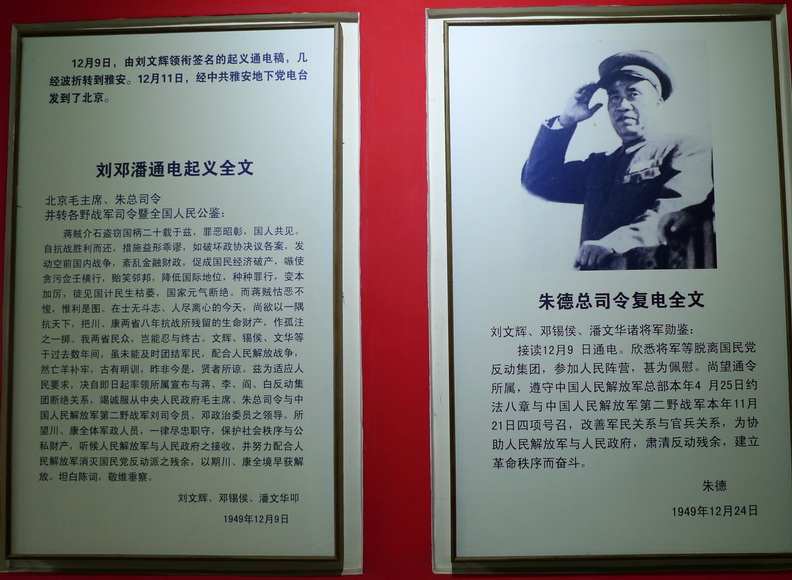 12月9日，由刘文辉领衔签名的起义通电稿，几
经波折转到雅安。12月11日，经中共雅安地下党电台
发到了北京。
刘邓潘通电起义全文
北京毛主席、朱总司令
并转各野战军司令暨全国人民公鉴：
蒋贼介石盗窃国柄二十载于兹，罪恶昭彰，国人共见。
自抗战胜利而还，措施益形乖谬，如破坏政协决议各案，发
动空前国内战争，紊乱金融财政，促成国民经济破产，嗾使
贪污佥壬横行，贻笑邻邦，降低国际地位，种种罪行，变本
加厉，徒见国计民生枯萎，国家元气断绝。而蒋贼怙恶不
悛，惟利是图。在士无斗志、人尽离心的今天，尚欲以一隅
抗天下，把川、康两省八年抗战所残留的生命财产，作孤注
之一掷。我两省民众，岂能忍与终古。文辉、锡侯、文华等
于过去数年间，虽未能及时团结军民，配合人民解放战争，
然亡羊补牢，古有明训，昨非今是，贤者所谅。兹为适应人
民要求，决自即日起率领所属宣布与蒋、李、阎、白反动集
团断绝关系，竭诚服从中央人民政府毛主席、朱总司令与中
国人民解放军第二野战军刘司令员、邓政治委员之领导。所
望川、康全体军政人员，一律尽忠职守，保护社会秩序与公
私财产，听候人民解放军与人民政府之接收，并努力配合人
民解放军消灭国民党反动派之残余，以期川、康全境早获解
放。坦白陈词，敬维垂察。
刘文辉、邓锡侯、潘文华叩
1949年12月9日
朱德总司令复电全文
刘文辉、邓锡侯、潘文华诸将军勋鉴：
接读12月9 日通电。欣悉将军等脱离国民党
反动集团，参加人民阵营，甚为佩慰。尚望通令
所属，遵守中国人民解放军总部本年4 月25日约
法八章与中国人民解放军第二野战军本年11月
21日四项号召，改善军民关系与官兵关系，为协
助人民解放军与人民政府，肃清反动残余，建立
革命秩序而奋斗。
朱德
1949年12月24日